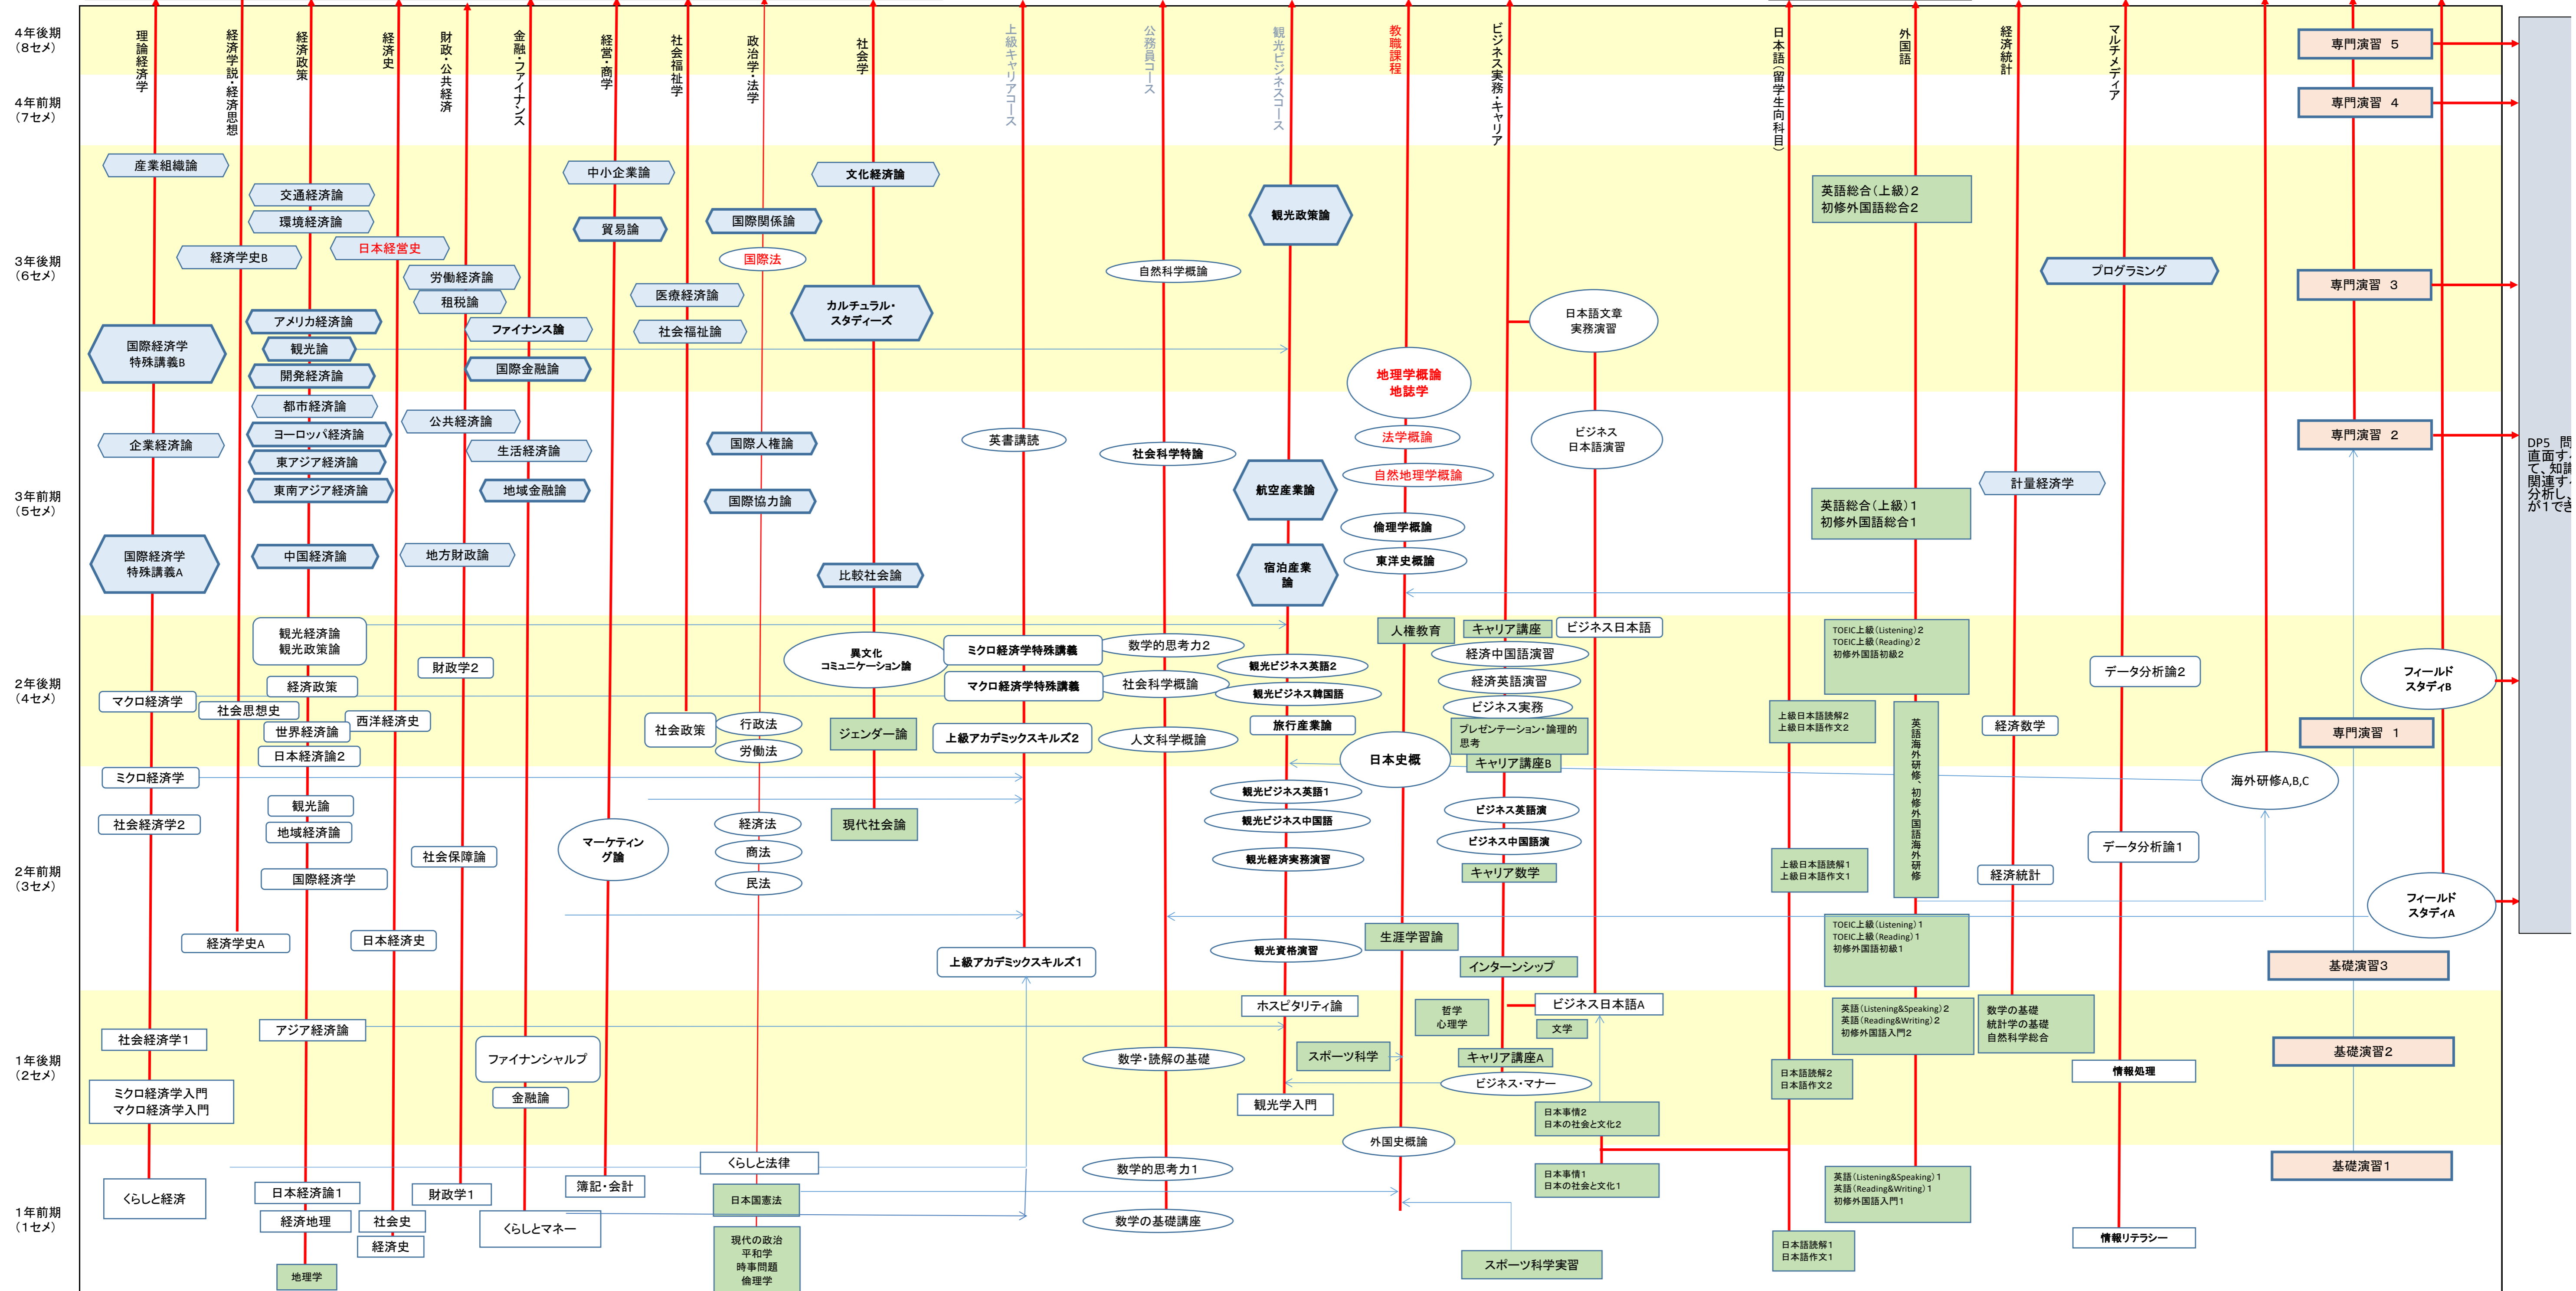 4年後期
(8セメ)
4年前期
(7セメ)
3年後期
(6セメ)
3年前期
(5セメ)
2年後期
(4セメ)
2年前期
(3セメ)
1年後期
(2セメ)
1年前期
(1セメ)
理論経済学
経済学説・経済思想
経済政策
経済史
財政・公共経済
金融・ファイナンス
経営・商学
社会福祉学
政治学・法学
社会学
上級キャリアコース
公務員コース
観光ビジネスコース
教職課程
ビジネス実務・キャリア
日本語(留学生向科目)
外国語
経済統計
マルチメディア
専門演習 5
専門演習 4
産業組織論
交通経済論
環境経済論
経済学史B
日本経営史
労働経済論
租税論
中小企業論
貿易論
国際関係論
国際法
医療経済論
社会福祉論
文化経済論
カルチュラル・
スタディーズ
自然科学概論
観光政策論
日本語文章
実務演習
英語総合(上級)2
初修外国語総合2
プログラミング
専門演習 3
国際経済学
特殊講義B
アメリカ経済論
観光論
開発経済論
ファイナンス論
国際金融論
地理学概論
地誌学
都市経済論
ヨーロッパ経済論
東アジア経済論
東南アジア経済論
中国経済論
企業経済論
国際経済学
特殊講義A
公共経済論
生活経済論
地域金融論
地方財政論
国際人権論
国際協力論
比較社会論
英書講読
社会科学特論
航空産業論
宿泊産業
論
法学概論
自然地理学概論
倫理学概論
東洋史概論
ビジネス
日本語演習
英語総合(上級)1
初修外国語総合1
計量経済学
専門演習 2
DP5 問
直面す
て、知識
関連す
分析し、
が1でき
観光経済論
観光政策論
経済政策
マクロ経済学
社会思想史
世界経済論
日本経済論2
西洋経済史
財政学2
社会政策
行政法
労働法
異文化
コミュニケーション論
ジェンダー論
ミクロ経済学特殊講義
マクロ経済学特殊講義
上級アカデミックスキルズ2
数学的思考力2
社会科学概論
人文科学概論
観光ビジネス英語2
観光ビジネス韓国語
旅行産業論
人権教育
日本史概
キャリア講座
経済中国語演習
経済英語演習
ビジネス実務
プレゼンテーション・論理的
思考
キャリア講座B
ビジネス日本語
上級日本語読解2
上級日本語作文2
TOEIC上級(Listening)2
TOEIC上級(Reading)2
初修外国語初級2
英語海外研修、初修外国語海外研修
経済数学
データ分析論2
フィールド
スタディB
専門演習 1
海外研修A,B,C
ミクロ経済学
社会経済学2
観光論
地域経済論
国際経済学
経済学史A
日本経済史
社会保障論
マーケティン
グ論
経済法
商法
民法
現代社会論
上級アカデミックスキルズ1
観光ビジネス英語1
観光ビジネス中国語
観光経済実務演習
観光資格演習
生涯学習論
ビジネス英語演
ビジネス中国語演
キャリア数学
インターンシップ
上級日本語読解1
上級日本語作文1
TOEIC上級(Listening)1
TOEIC上級(Reading)1
初修外国語初級1
経済統計
データ分析論1
フィールド
スタディA
基礎演習3
社会経済学1
ミクロ経済学入門
マクロ経済学入門
アジア経済論
ファイナンシャルプ
金融論
数学・読解の基礎
ホスピタリティ論
観光学入門
スポーツ科学
哲学
心理学
キャリア講座A
ビジネス・マナー
ビジネス日本語A
文学
日本事情2
日本の社会と文化2
日本語読解2
日本語作文2
英語(Listening&Speaking)2
英語(Reading&Writing)2
初修外国語入門2
数学の基礎
統計学の基礎
自然科学総合
情報処理
基礎演習2
くらしと経済
日本経済論1
経済地理
地理学
社会史
経済史
財政学1
くらしとマネー
簿記・会計
くらしと法律
日本国憲法
現代の政治
平和学
時事問題
倫理学
数学的思考力1
数学の基礎講座
外国史概論
スポーツ科学実習
日本事情1
日本の社会と文化1
日本語読解1
日本語作文1
英語(Listening&Speaking)1
英語(Reading&Writing)1
初修外国語入門1
情報リテラシー
基礎演習1